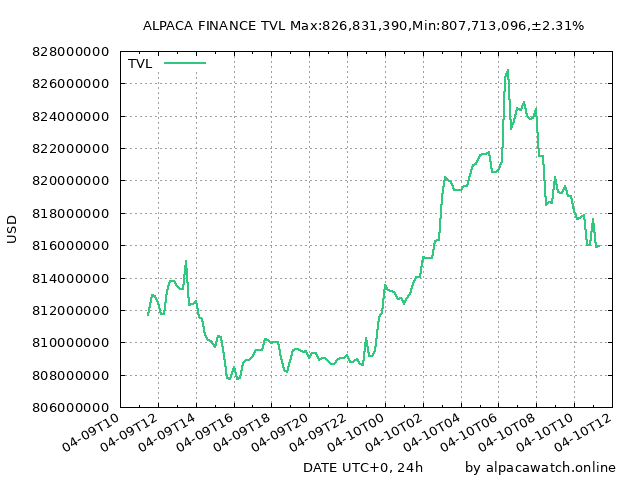 ALPACA FINANCE TVL Max:826,831,390,Min:807,713,096,±2.31%
828000000
TVL
826000000
824000000
822000000
820000000
818000000
USD
816000000
814000000
812000000
810000000
808000000
806000000
04-09T10 04-09T12 04-09T14 04-09T16 04-09T18 04-09T20 04-09T22 04-10T00 04-10T02 04-10T04 04-10T06 04-10T08 04-10T10 04-10T12
DATE UTC+0, 24h by alpacawatch.online